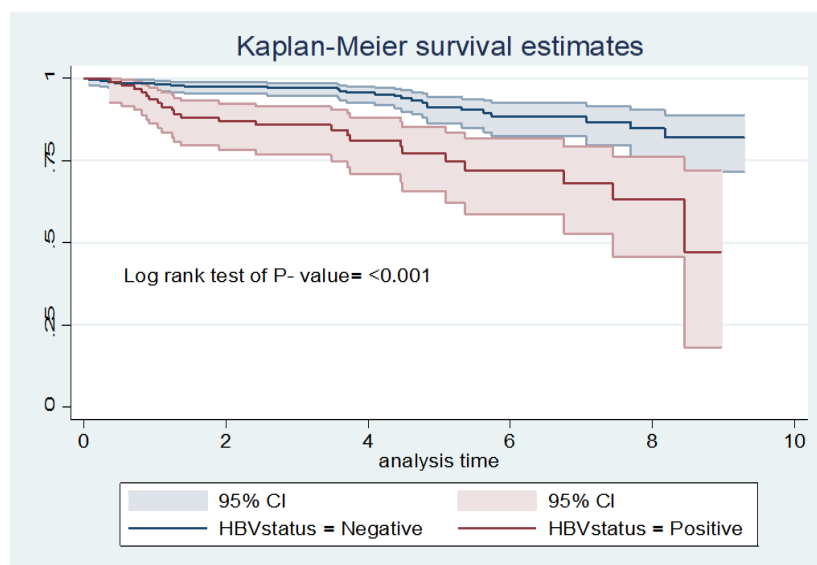 Kaplan-Meier survival estimates
1
.75
.5
.25
0
Log rank test of P- value= <0.001
0 2 4 6 8 10
analysis time
95% CI 95% CI
HBVstatus = Negative HBVstatus = Positive